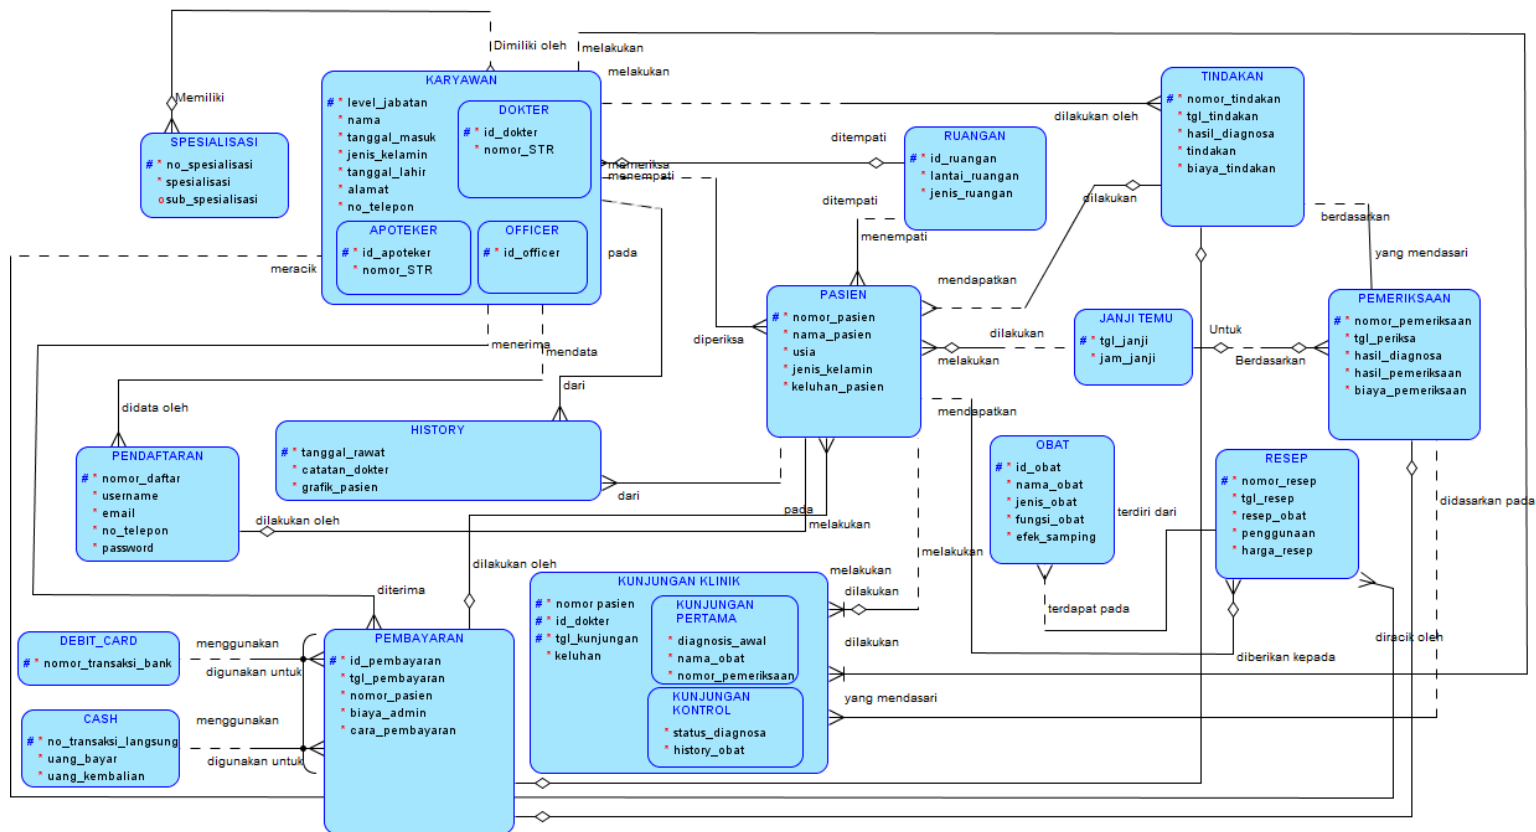 Dimiliki oleh
melakukan
Memiliki
melakukan
KARYAWAN
# * level_jabatan
* nama
* tanggal_masuk
* jenis_kelamin
* tanggal_lahir
* alamat
* no_telepon
DOKTER
# * id_dokter
* nomor_STR
APOTEKER
# * id_apoteker
* nomor_STR
OFFICER
# * id_officer
SPESIALISASI
# * no_spesialisasi
* spesialisasi
o sub_spesialisasi
TINDAKAN
# * nomor_tindakan
* tgl_tindakan
* hasil_diagnosa
* tindakan
* biaya_tindakan
dilakukan oleh
ditempati
RUANGAN
# * id_ruangan
* lantai_ruangan
* jenis_ruangan
memeriksa
menempati
ditempati
menempati
dilakukan
berdasarkan
yang mendasari
meracik
pada
mendapatkan
PASIEN
# * nomor_pasien
* nama_pasien
* usia
* jenis_kelamin
* keluhan_pasien
JANJI TEMU
# * tgl_janji
* jam_janji
PEMERIKSAAN
# * nomor_pemeriksaan
* tgl_periksa
* hasil_diagnosa
* hasil_pemeriksaan
* biaya_pemeriksaan
diperiksa
dilakukan
melakukan
Untuk
Berdasarkan
menerima
mendata
dari
didata oleh
mendapatkan
HISTORY
# * tanggal_rawat
* catatan_dokter
* grafik_pasien
dari
PENDAFTARAN
# * nomor_daftar
* username
* email
* no_telepon
* password
dilakukan oleh
pada
melakukan
OBAT
# * id_obat
* nama_obat
* jenis_obat
* fungsi_obat
* efek_samping
terdiri dari
RESEP
# * nomor_resep
* tgl_resep
* resep_obat
* penggunaan
* harga_resep
didasarkan pada
melakukan
dilakukan oleh
melakukan
dilakukan
diterima
terdapat pada
KUNJUNGAN KLINIK
# * nomor pasien
# * id_dokter
# * tgl_kunjungan
* keluhan
KUNJUNGAN
PERTAMA
* diagnosis_awal
* nama_obat
* nomor_pemeriksaan
KUNJUNGAN
KONTROL
* status_diagnosa
* history_obat
dilakukan
diracik oleh
diberikan kepada
yang mendasari
DEBIT_CARD
# * nomor_transaksi_bank
menggunakan
digunakan untuk
PEMBAYARAN
# * id_pembayaran
* tgl_pembayaran
* nomor_pasien
* biaya_admin
* cara_pembayaran
CASH
# * no_transaksi_langsung
* uang_bayar
* uang_kembalian
menggunakan
digunakan untuk